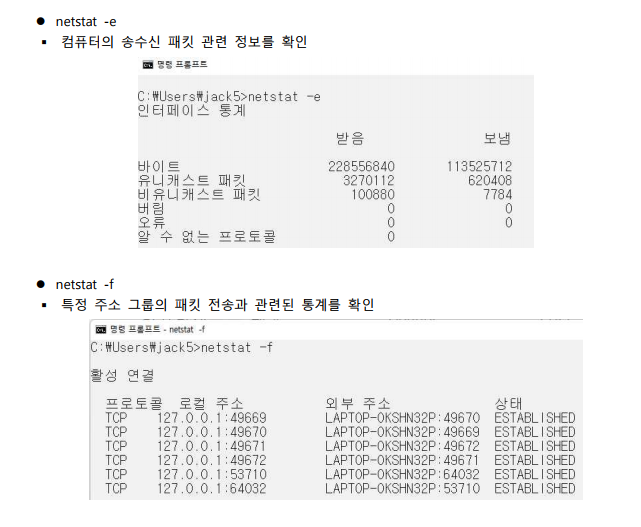 ● netstat -e
▪ 컴퓨터의 송수신 패킷 관련 정보를 확인
명령 프롬프트
C:₩Users₩jack5>netstat -e
인터페이스 통계
받음 보냄
바이트 228556840 113525712
유니캐스트 패킷 3270112 620408
비유니캐스트 패킷 100880 7784
버림 0 0
오류 0 0
알 수 없는 프로토콜 0
● netstat -f
▪ 특정 주소 그룹의 패킷 전송과 관련된 통계를 확인
명령 프롬프트 - netstat -f
C:₩Users₩jack5>netstat -f
활성 연결
프로토콜 로컬 주소 외부 주소 상태
TCP 127.0.0.1:49669 LAPTOP-OKSHN32P:49670 ESTABLISHED
TCP 127.0.0.1:49670 LAPTOP-OKSHN32P:49669 ESTABLISHED
TCP 127.0.0.1:49671 LAPTOP-OKSHN32P:49672 ESTABLISHED
TCP 127.0.0.1:49672 LAPTOP-OKSHN32P:49671 ESTABLISHED
TCP 127.0.0.1:53710 LAPTOP-OKSHN32P:64032 ESTABLISHED
TCP 127.0.0.1:64032 LAPTOP-OKSHN32P:53710 ESTABLISHED